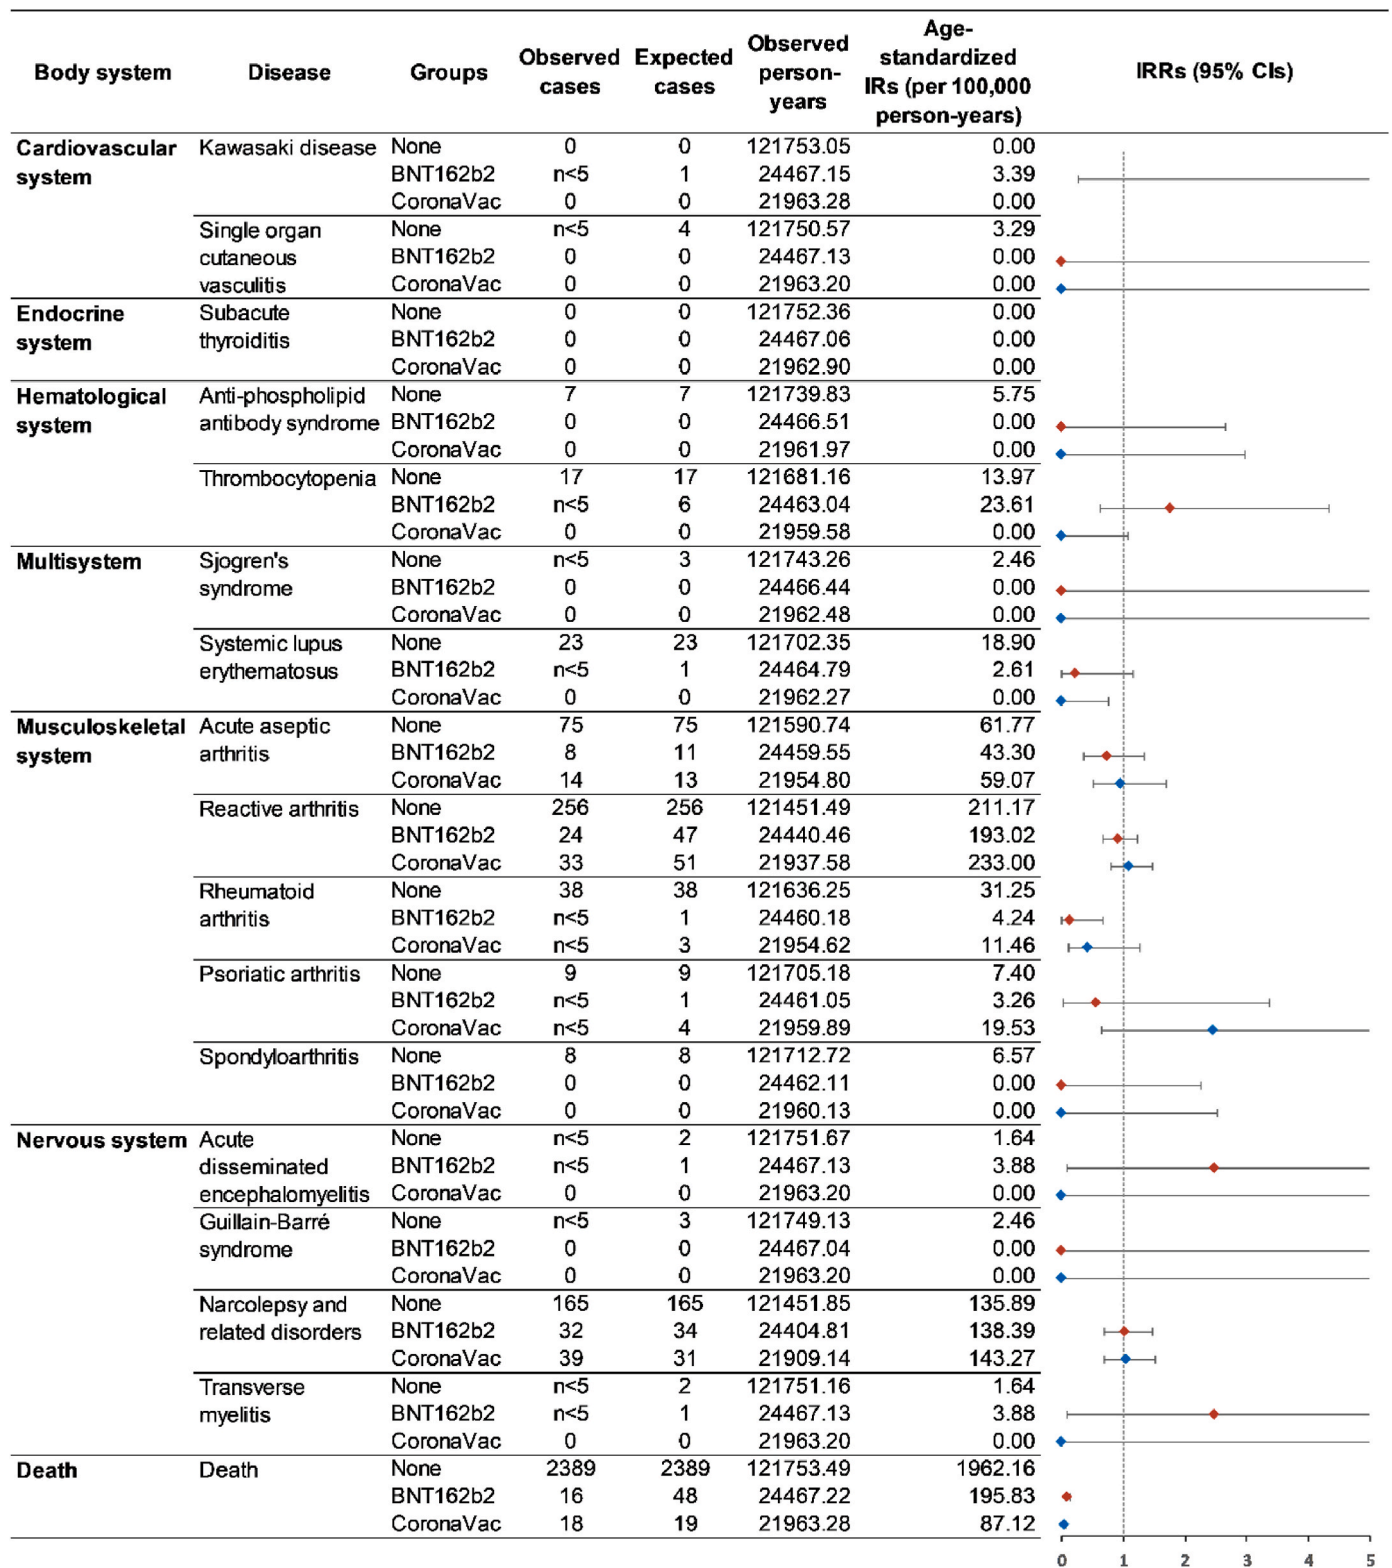 Body system Disease Groups Observed cases Expected cases Observed person-years Age-standardized IRs (per 100,000 person-years) IRRs (95% CIs)
Cardiovascular system Kawasaki disease None 0 0 121753.05 0.00
BNT162b2 n<5 1 24467.15 3.39
CoronaVac 0 0 21963.28 0.00
Single organ cutaneous vasculitis None n<5 4 121750.57 3.29
BNT162b2 0 0 24467.13 0.00
CoronaVac 0 0 21963.20 0.00
Endocrine system Subacute thyroiditis None 0 0 121752.36 0.00
BNT162b2 0 0 24467.06 0.00
CoronaVac 0 0 21962.90 0.00
Hematological system Anti-phospholipid antibody syndrome None 7 7 121739.83 5.75
BNT162b2 0 0 24466.51 0.00
CoronaVac 0 0 21961.97 0.00
Thrombocytopenia None 17 17 121681.16 13.97
BNT162b2 n<5 6 24463.04 23.61
CoronaVac 0 0 21959.58 0.00
Multisystem Sjogren's syndrome None n<5 3 121743.26 2.46
BNT162b2 0 0 24466.44 0.00
CoronaVac 0 0 21962.48 0.00
Systemic lupus erythematosus None 23 23 121702.35 18.90
BNT162b2 n<5 1 24464.79 2.61
CoronaVac 0 0 21962.27 0.00
Musculoskeletal system Acute aseptic arthritis None 75 75 121590.74 61.77
BNT162b2 8 11 24459.55 43.30
CoronaVac 14 13 21954.80 59.07
Reactive arthritis None 256 256 121451.49 211.17
BNT162b2 24 47 24440.46 193.02
CoronaVac 33 51 21937.58 233.00
Rheumatoid arthritis None 38 38 121636.25 31.25
BNT162b2 n<5 1 24460.18 4.24
CoronaVac n<5 3 21954.62 11.46
Psoriatic arthritis None 9 9 121705.18 7.40
BNT162b2 n<5 1 24461.05 3.26
CoronaVac n<5 4 21959.89 19.53
Spondyloarthritis None 8 8 121712.72 6.57
BNT162b2 0 0 24462.11 0.00
CoronaVac 0 0 21960.13 0.00
Nervous system Acute disseminated encephalomyelitis None n<5 2 121751.67 1.64
BNT162b2 n<5 1 24467.13 3.88
CoronaVac 0 0 21963.20 0.00
Guillain-Barré syndrome None n<5 3 121749.13 2.46
BNT162b2 0 0 24467.04 0.00
CoronaVac 0 0 21963.20 0.00
Narcolepsy and related disorders None 165 165 121451.85 135.89
BNT162b2 32 34 24404.81 138.39
CoronaVac 39 31 21909.14 143.27
Transverse myelitis None n<5 2 121751.16 1.64
BNT162b2 n<5 1 24467.13 3.88
CoronaVac 0 0 21963.20 0.00
Death Death None 2389 2389 121753.49 1962.16
BNT162b2 16 48 24467.22 195.83
CoronaVac 18 19 21963.28 87.12
0 1 2 3 4 5